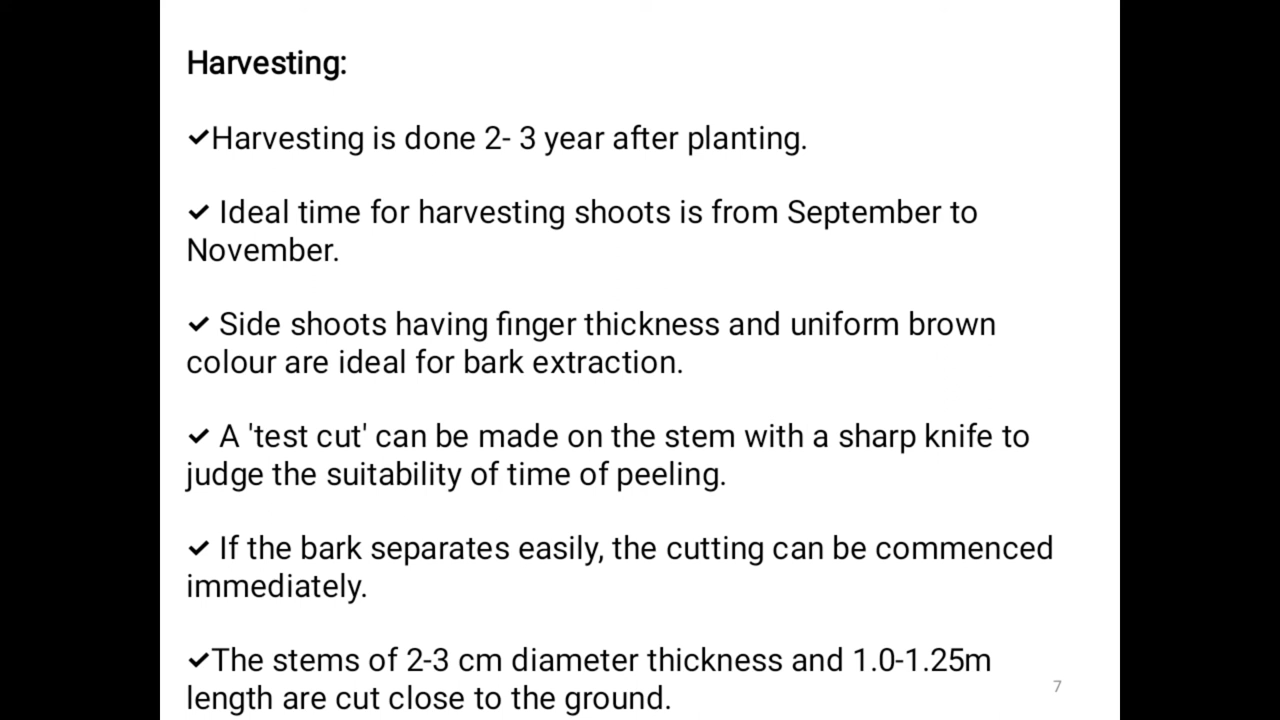 Harvesting:
✔Harvesting is done 2- 3 year after planting.
✔ Ideal time for harvesting shoots is from September to
November.
✔ Side shoots having finger thickness and uniform brown
colour are ideal for bark extraction.
✔ A 'test cut' can be made on the stem with a sharp knife to
judge the suitability of time of peeling.
✔ If the bark separates easily, the cutting can be commenced
immediately.
✔The stems of 2-3 cm diameter thickness and 1.0-1.25m
length are cut close to the ground.
7